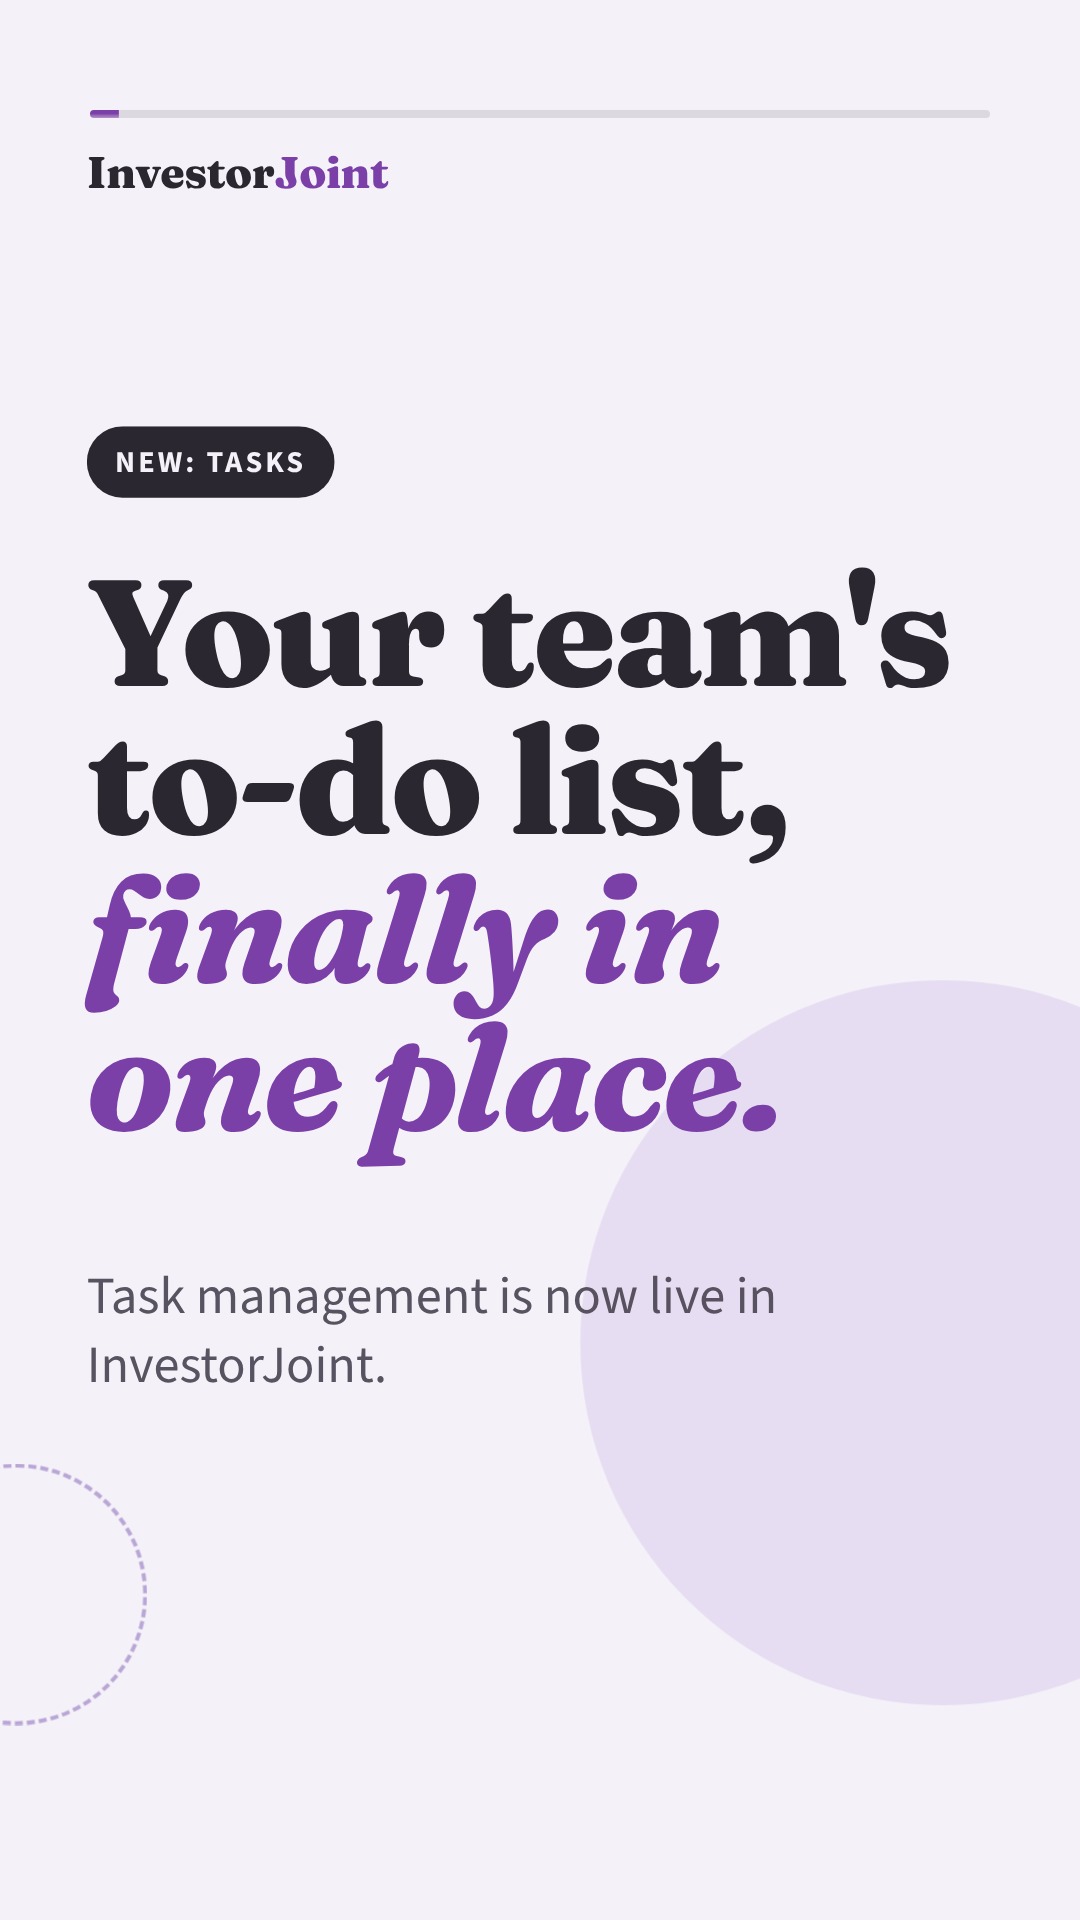 InvestorJoint
NEW: TASKS
Your team's
to-do list,
finally in
one place.
Task management is now live in
InvestorJoint.